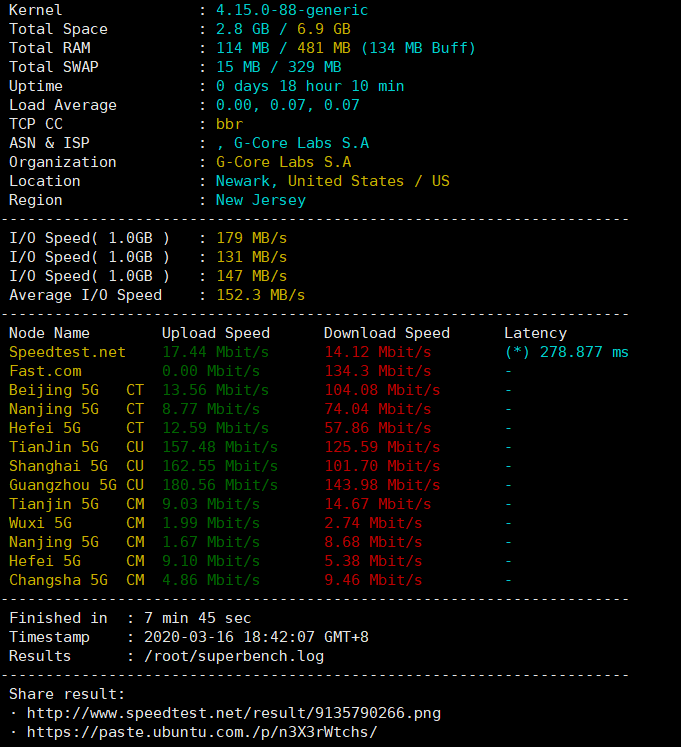 Kernel : 4.15.0-88-generic
Total Space : 2.8 GB / 6.9 GB
Total RAM : 114 MB / 481 MB (134 MB Buff)
Total SWAP : 15 MB / 329 MB
Uptime : 0 days 18 hour 10 min
Load Average : 0.00, 0.07, 0.07
TCP CC : bbr
ASN & ISP : , G-Core Labs S.A
Organization : G-Core Labs S.A
Location : Newark, United States / US
Region : New Jersey
----------------------------------------------------------------------
I/O Speed( 1.0GB ) : 179 MB/s
I/O Speed( 1.0GB ) : 131 MB/s
I/O Speed( 1.0GB ) : 147 MB/s
Average I/O Speed : 152.3 MB/s
----------------------------------------------------------------------
Node Name Upload Speed Download Speed Latency
Speedtest.net 17.44 Mbit/s 14.12 Mbit/s (*) 278.877 ms
Fast.com 0.00 Mbit/s 134.3 Mbit/s -
Beijing 5G CT 13.56 Mbit/s 104.08 Mbit/s -
Nanjing 5G CT 8.77 Mbit/s 74.04 Mbit/s -
Hefei 5G CT 12.59 Mbit/s 57.86 Mbit/s -
TianJin 5G CU 157.48 Mbit/s 125.59 Mbit/s -
Shanghai 5G CU 162.55 Mbit/s 101.70 Mbit/s -
Guangzhou 5G CU 180.56 Mbit/s 143.98 Mbit/s -
Tianjin 5G CM 9.03 Mbit/s 14.67 Mbit/s -
Wuxi 5G CM 1.99 Mbit/s 2.74 Mbit/s -
Nanjing 5G CM 1.67 Mbit/s 8.68 Mbit/s -
Hefei 5G CM 9.10 Mbit/s 5.38 Mbit/s -
Changsha 5G CM 4.86 Mbit/s 9.46 Mbit/s -
----------------------------------------------------------------------
Finished in : 7 min 45 sec
Timestamp : 2020-03-16 18:42:07 GMT+8
Results : /root/superbench.log
----------------------------------------------------------------------
Share result:
· http://www.speedtest.net/result/9135790266.png
· https://paste.ubuntu.com./p/n3X3rWtchs/